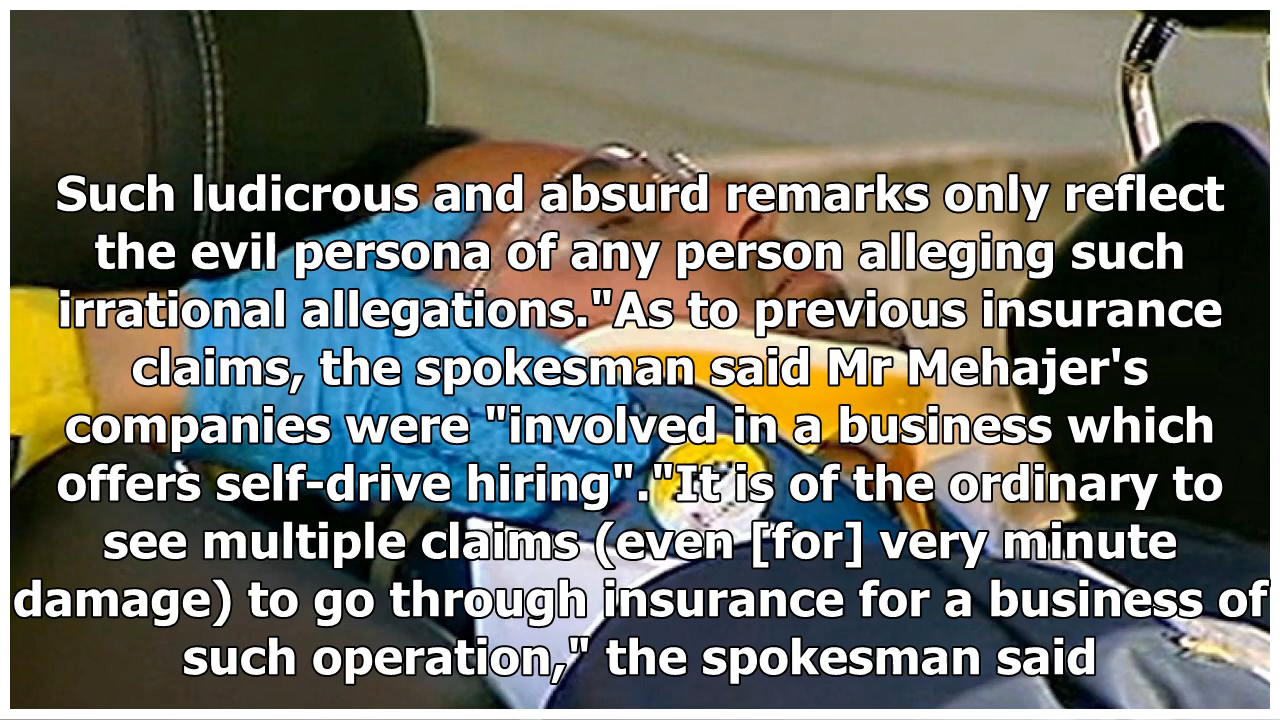 Such ludicrous and absurd remarks only reflect
the evil persona of any person alleging such
irrational allegations."As to previous insurance
claims, the spokesman said Mr Mehajer's
companies were "involved in a business which
offers self-drive hiring"."It is of the ordinary to
see multiple claims (even [for] very minute
damage) to go through insurance for a business of
such operation," the spokesman said